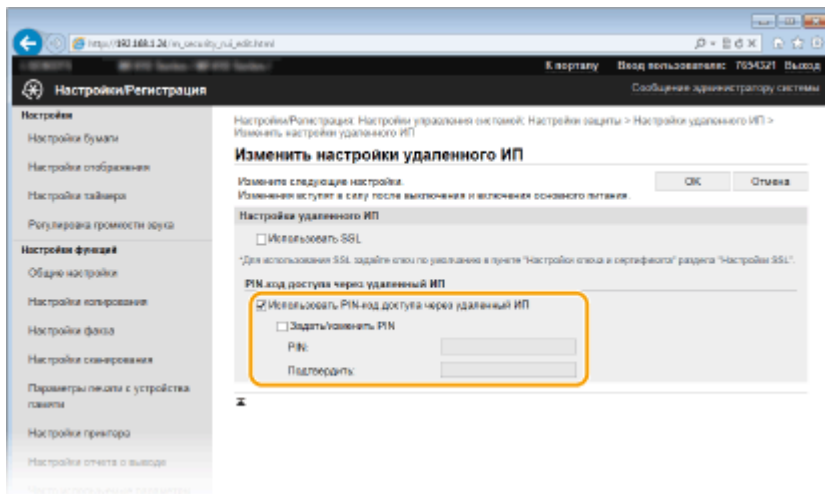 http://192.168.1.24/m_security_rui_edit.html
К порталу Вход пользователя: 7654321 Выход
Настройки/Регистрация
Сообщение администратору системы
Настройки
Настройки бумаги
Настройки отображения
Настройки таймера
Регулировка громкости звука
Настройки функций
Общие настройки
Настройки копирования
Настройки факса
Настройки сканирования
Параметры печати с устройства
памяти
Настройки принтера
Настройки отчета о выводе
Настройки/Регистрация: Настройки управления системой: Настройки защиты > Настройки удаленного ИП >
Изменить настройки удаленного ИП
Изменить настройки удаленного ИП
Измените следующие настройки.
Изменения вступят в силу после выключения и включения основного питания.
OK Отмена
Настройки удаленного ИП
Использовать SSL
*Для использования SSL задайте ключ по умолчанию в пункте "Настройки ключа и сертификата" раздела "Настройки SSL".
PIN-код доступа через удаленный ИП
Использовать PIN-код доступа через удаленный ИП
Задать/изменить PIN
PIN:
Подтвердить: